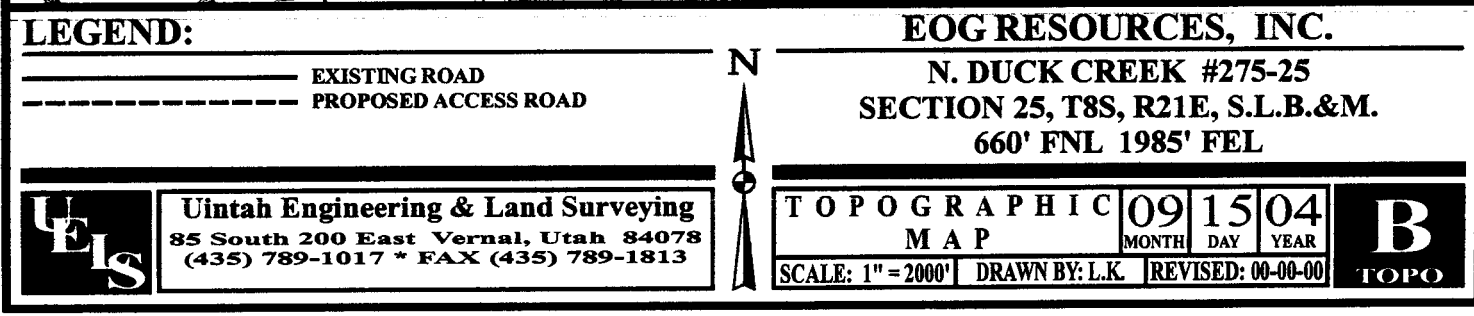 LEGEND:
EXISTING ROAD
PROPOSED ACCESS ROAD
N
EOG RESOURCES, INC.
N. DUCK CREEK #275-25
SECTION 25, T8S, R21E, S.L.B.&M.
660' FNL 1985' FEL
UELS
Uintah Engineering & Land Surveying
85 South 200 East Vernal, Utah 84078
(435) 789-1017 * FAX (435) 789-1813
TOPOGRAPHIC
MAP
09 15 04
MONTH DAY YEAR
SCALE: 1" = 2000' DRAWN BY: L.K. REVISED: 00-00-00
B
TOPO